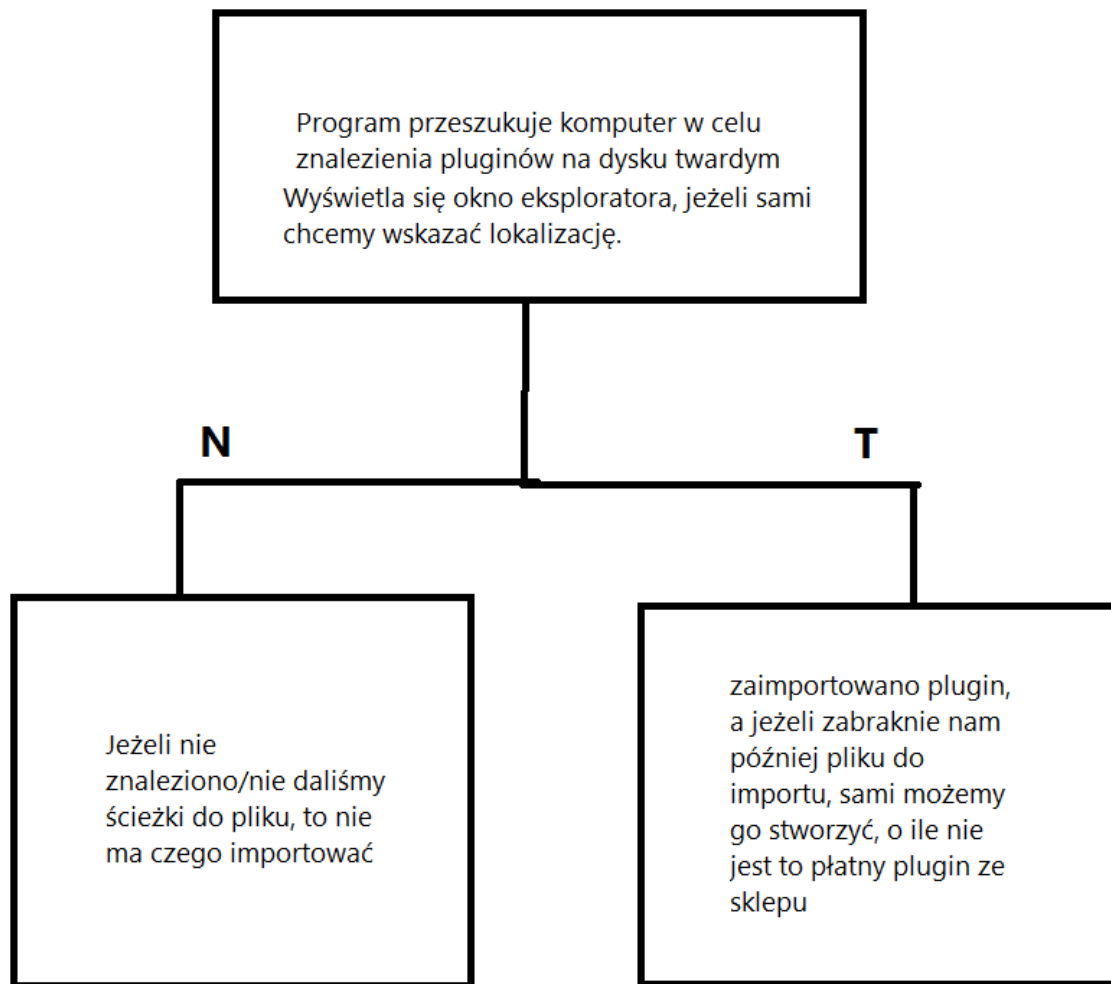 Program przeszukuje komputer w celu
znalezienia pluginów na dysku twardym
Wyświetla się okno eksploratora, jeżeli sami
chcemy wskazać lokalizację.
N
T
Jeżeli nie
znaleziono/nie daliśmy
ścieżki do pliku, to nie
ma czego importować
zaimportowano plugin,
a jeżeli zabraknie nam
później pliku do
importu, sami możemy
go stworzyć, o ile nie
jest to płatny plugin ze
sklepu